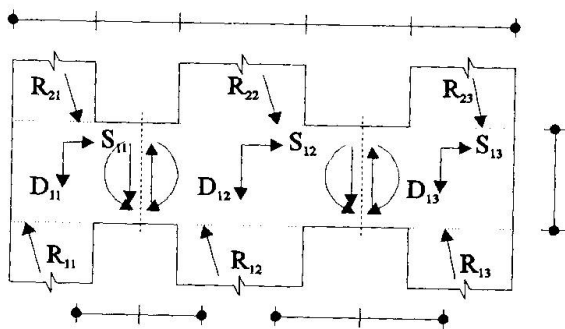 R₂₁ R₂₂ R₂₃
S₁₁ S₁₂ S₁₃
D₁₁ D₁₂ D₁₃
R₁₁ R₁₂ R₁₃